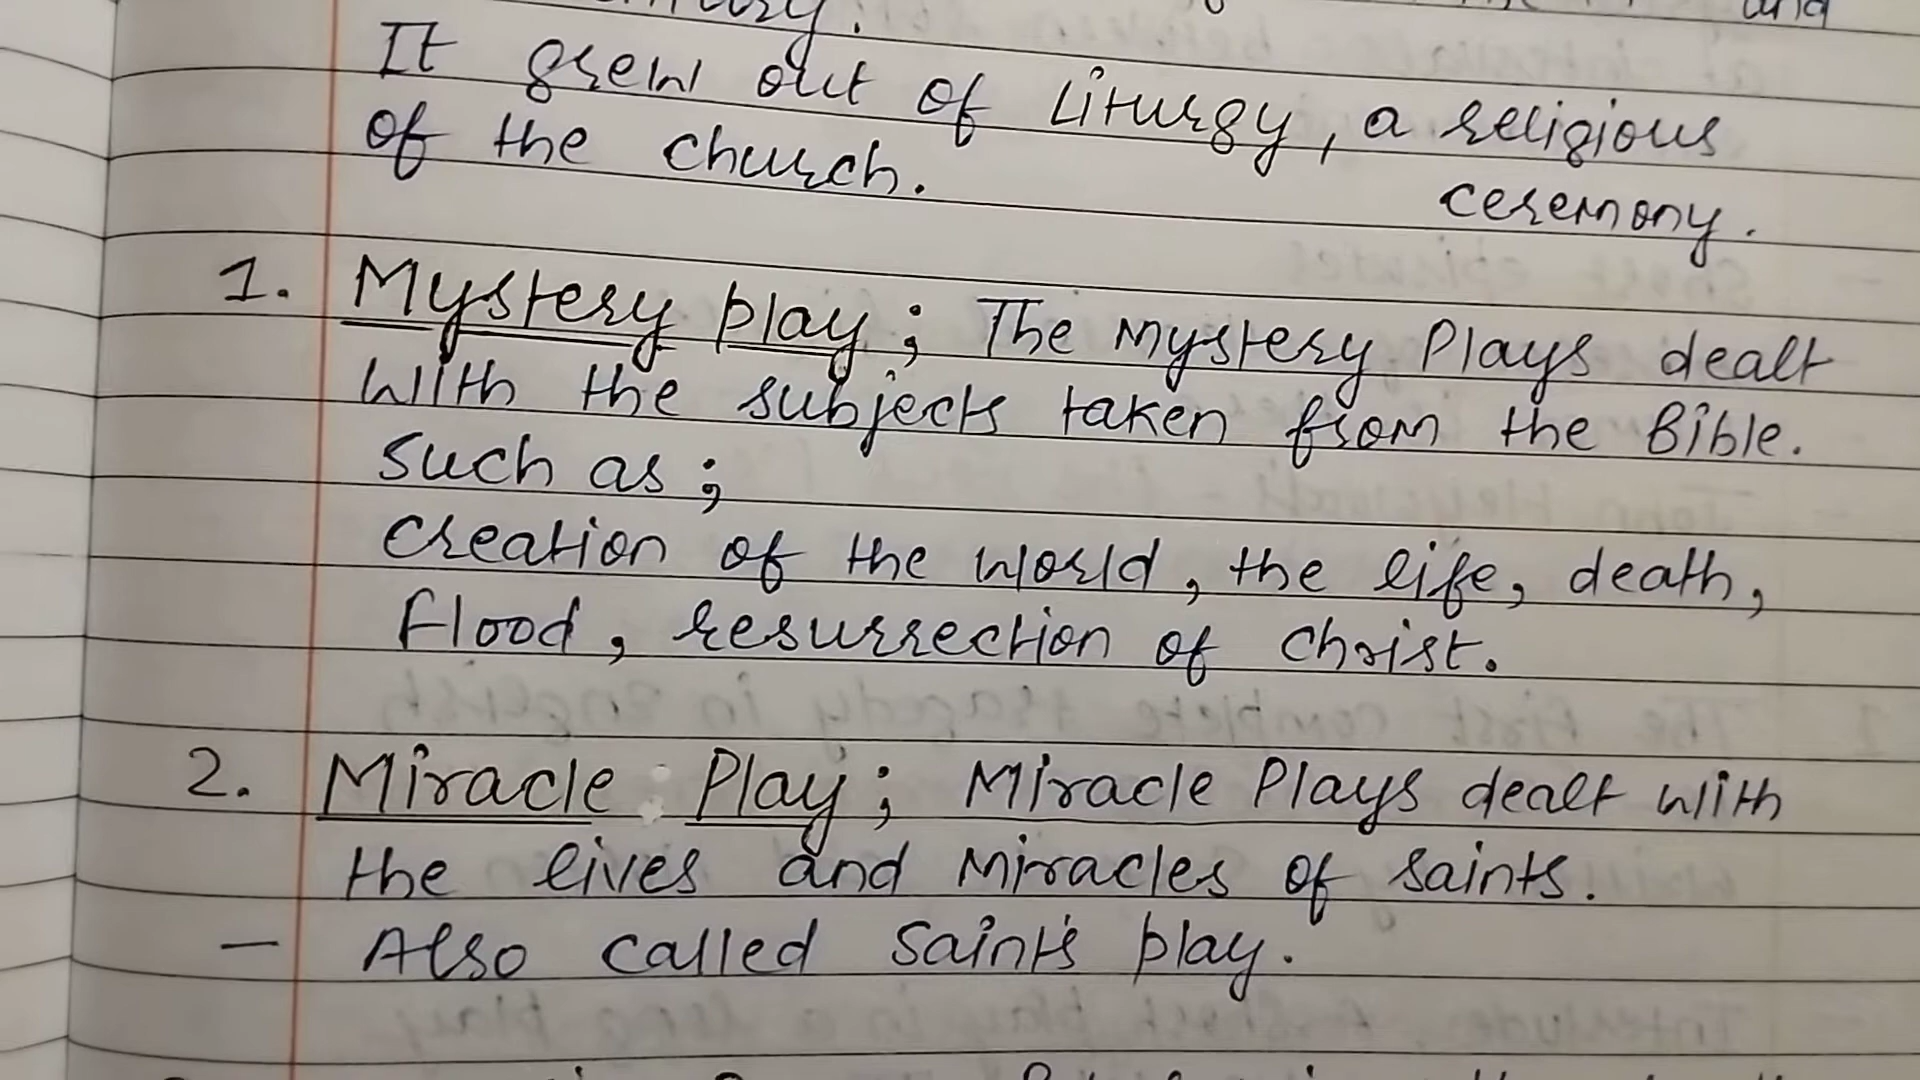 and
It grew out of Liturgy, a religious
of the church. ceremony.
1. Mystery play; The Mystery Plays dealt
with the subjects taken from the Bible.
such as;
creation of the world, the life, death,
flood, resurrection of christ.
2. Miracle Play; Miracle Plays dealt with
the lives and Miracles of saints.
- Also called saint's play.